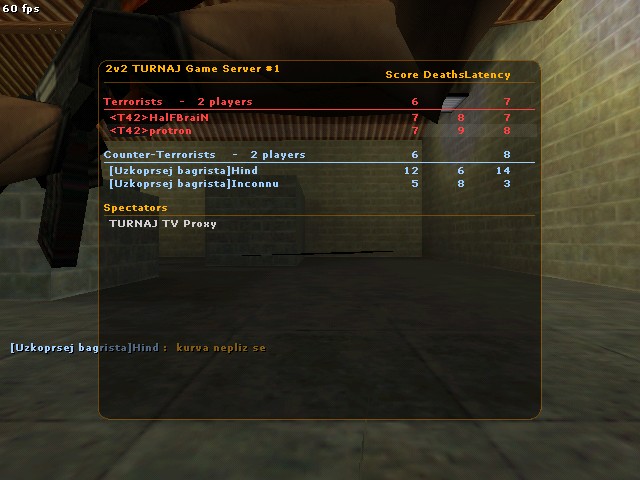 60 fps
2v2 TURNAJ Game Server #1
Score Deaths Latency
Terrorists - 2 players 6 7
<T42>HalFBraiN 7 8 7
<T42>protron 7 9 8
Counter-Terrorists - 2 players 6 8
[Uzkoprsej bagrista]Hind 12 6 14
[Uzkoprsej bagrista]Inconnu 5 8 3
Spectators
TURNAJ TV Proxy
[Uzkoprsej bagrista]Hind : kurva nepliz se